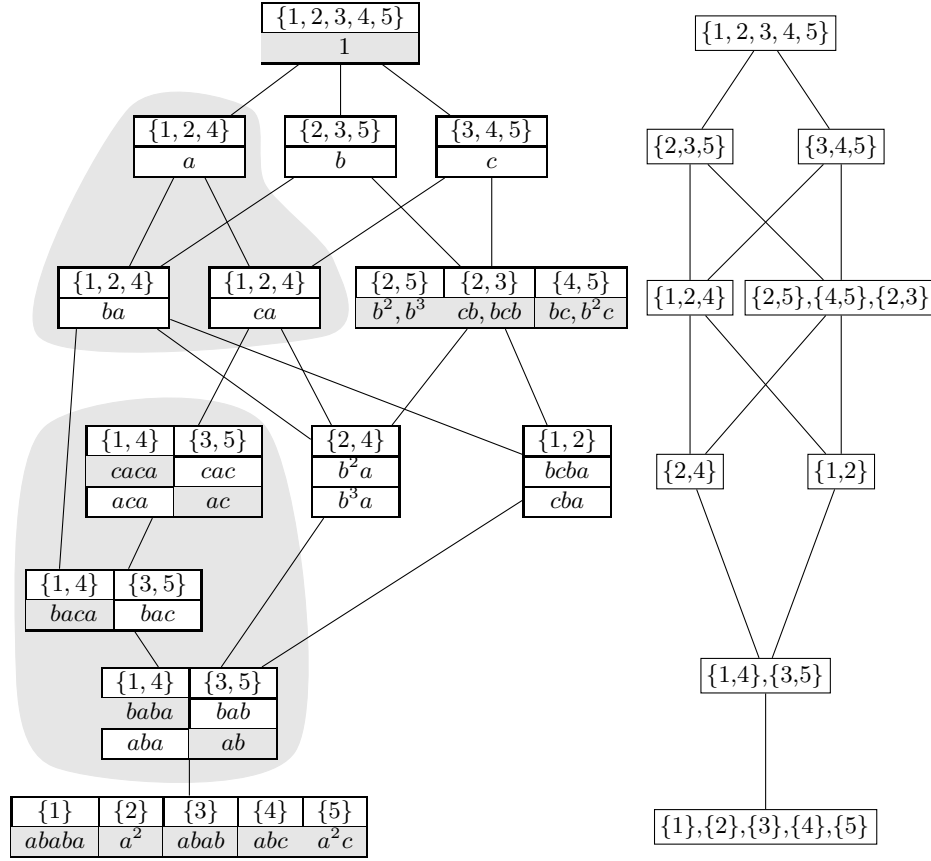 {1, 2, 3, 4, 5}
1
{1, 2, 4} {2, 3, 5} {3, 4, 5}
a b c
{1, 2, 4} {1, 2, 4} {2, 5} {2, 3} {4, 5}
ba ca b², b³ cb, bcb bc, b²c
{1, 4} {3, 5} {2, 4} {1, 2}
caca cac b²a bcba
aca ac b³a cba
{1, 4} {3, 5}
baca bac
{1, 4} {3, 5}
baba bab
aba ab
{1} {2} {3} {4} {5}
ababa a² abab abc a²c
{1, 2, 3, 4, 5}
{2,3,5} {3,4,5}
{1,2,4} {2,5},{4,5},{2,3}
{2,4} {1,2}
{1,4},{3,5}
{1},{2},{3},{4},{5}